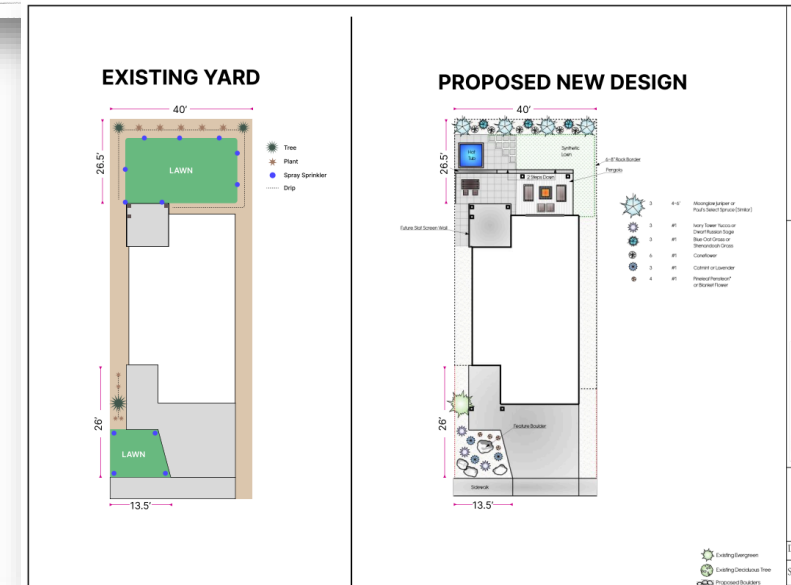 EXISTING YARD
40'
26.5'
LAWN
Tree
Plant
Spray Sprinkler
Drip
26'
LAWN
13.5'
PROPOSED NEW DESIGN
40'
26.5'
Hot
Tub
Synthetic
Lawn
6-8" Rock Border
Pergola
2 Steps Down
Future Slat Screen Wall
3 4-6' Moonglow Juniper or
Paul's Select Spruce (Similar)
3 #1 Ivory Tower Yucca or
Dwarf Russian Sage
3 #1 Blue Oat Grass or
Shenandoah Grass
6 #1 Coneflower
3 #1 Catmint or Lavender
4 #1 Pineleaf Penstemon*
or Blanket Flower
26'
Feature Boulder
Sidewalk
13.5'
Existing Evergreen
Existing Deciduous Tree
Proposed Boulders